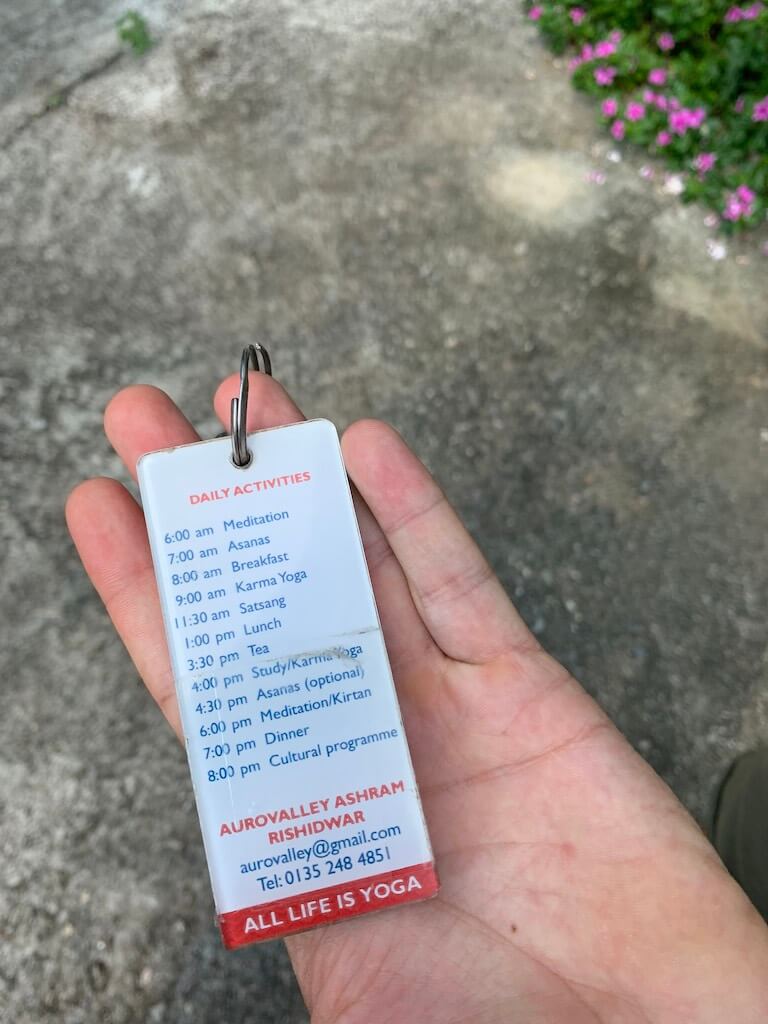 DAILY ACTIVITIES
6:00 am Meditation
7:00 am Asanas
8:00 am Breakfast
9:00 am Karma Yoga
11:30 am Satsang
1:00 pm Lunch
3:30 pm Tea
4:00 pm Study/Karma Yoga
4:30 pm Asanas (optional)
6:00 pm Meditation/Kirtan
7:00 pm Dinner
8:00 pm Cultural programme
AUROVALLEY ASHRAM
RISHIDWAR
aurovalley@gmail.com
Tel: 0135 248 4851
ALL LIFE IS YOGA